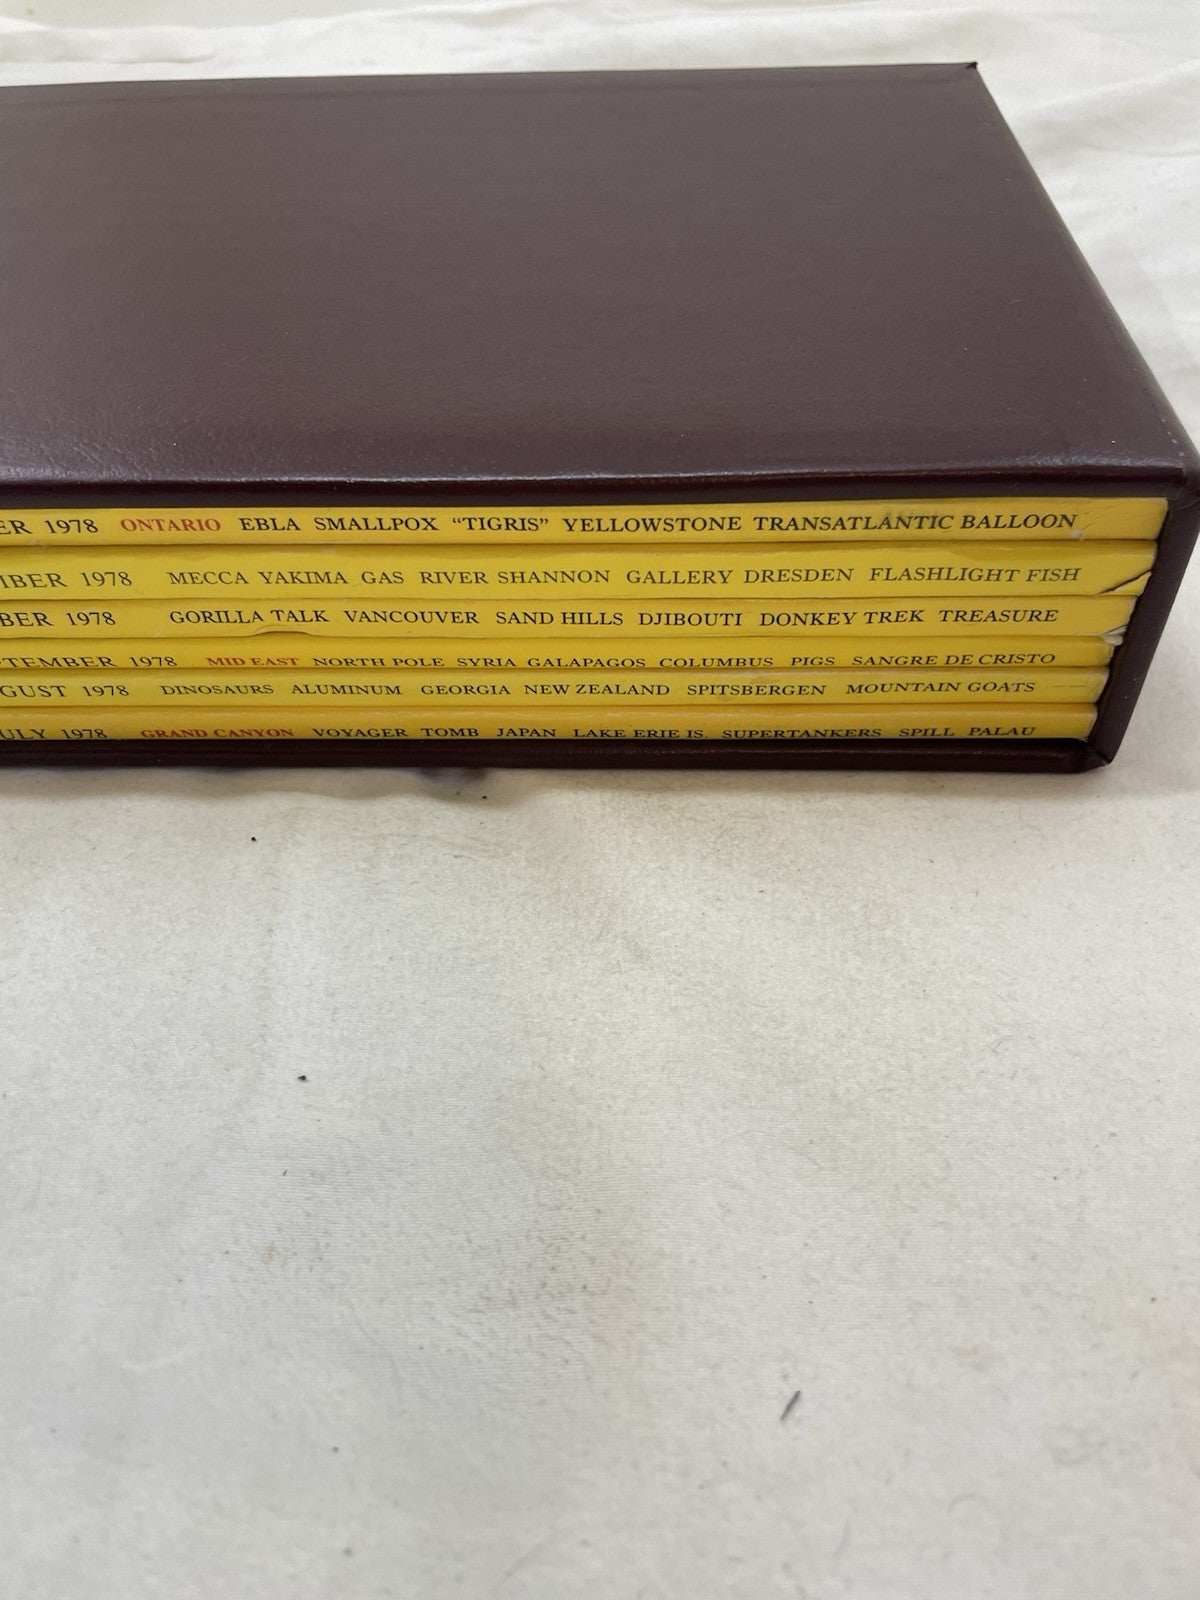 ER 1978 ONTARIO EBLA SMALLPOX "TIGRIS" YELLOWSTONE TRANSATLANTIC BALLOON
MBER 1978 MECCA YAKIMA GAS RIVER SHANNON GALLERY DRESDEN FLASHLIGHT FISH
BER 1978 GORILLA TALK VANCOUVER SAND HILLS DJIBOUTI DONKEY TREK TREASURE
TEMBER 1978 MID EAST NORTH POLE SYRIA GALAPAGOS COLUMBUS PIGS SANGRE DE CRISTO
GUST 1978 DINOSAURS ALUMINUM GEORGIA NEW ZEALAND SPITSBERGEN MOUNTAIN GOATS
ULY 1978 GRAND CANYON VOYAGER TOMB JAPAN LAKE ERIE IS. SUPERTANKERS SPILL PALAU